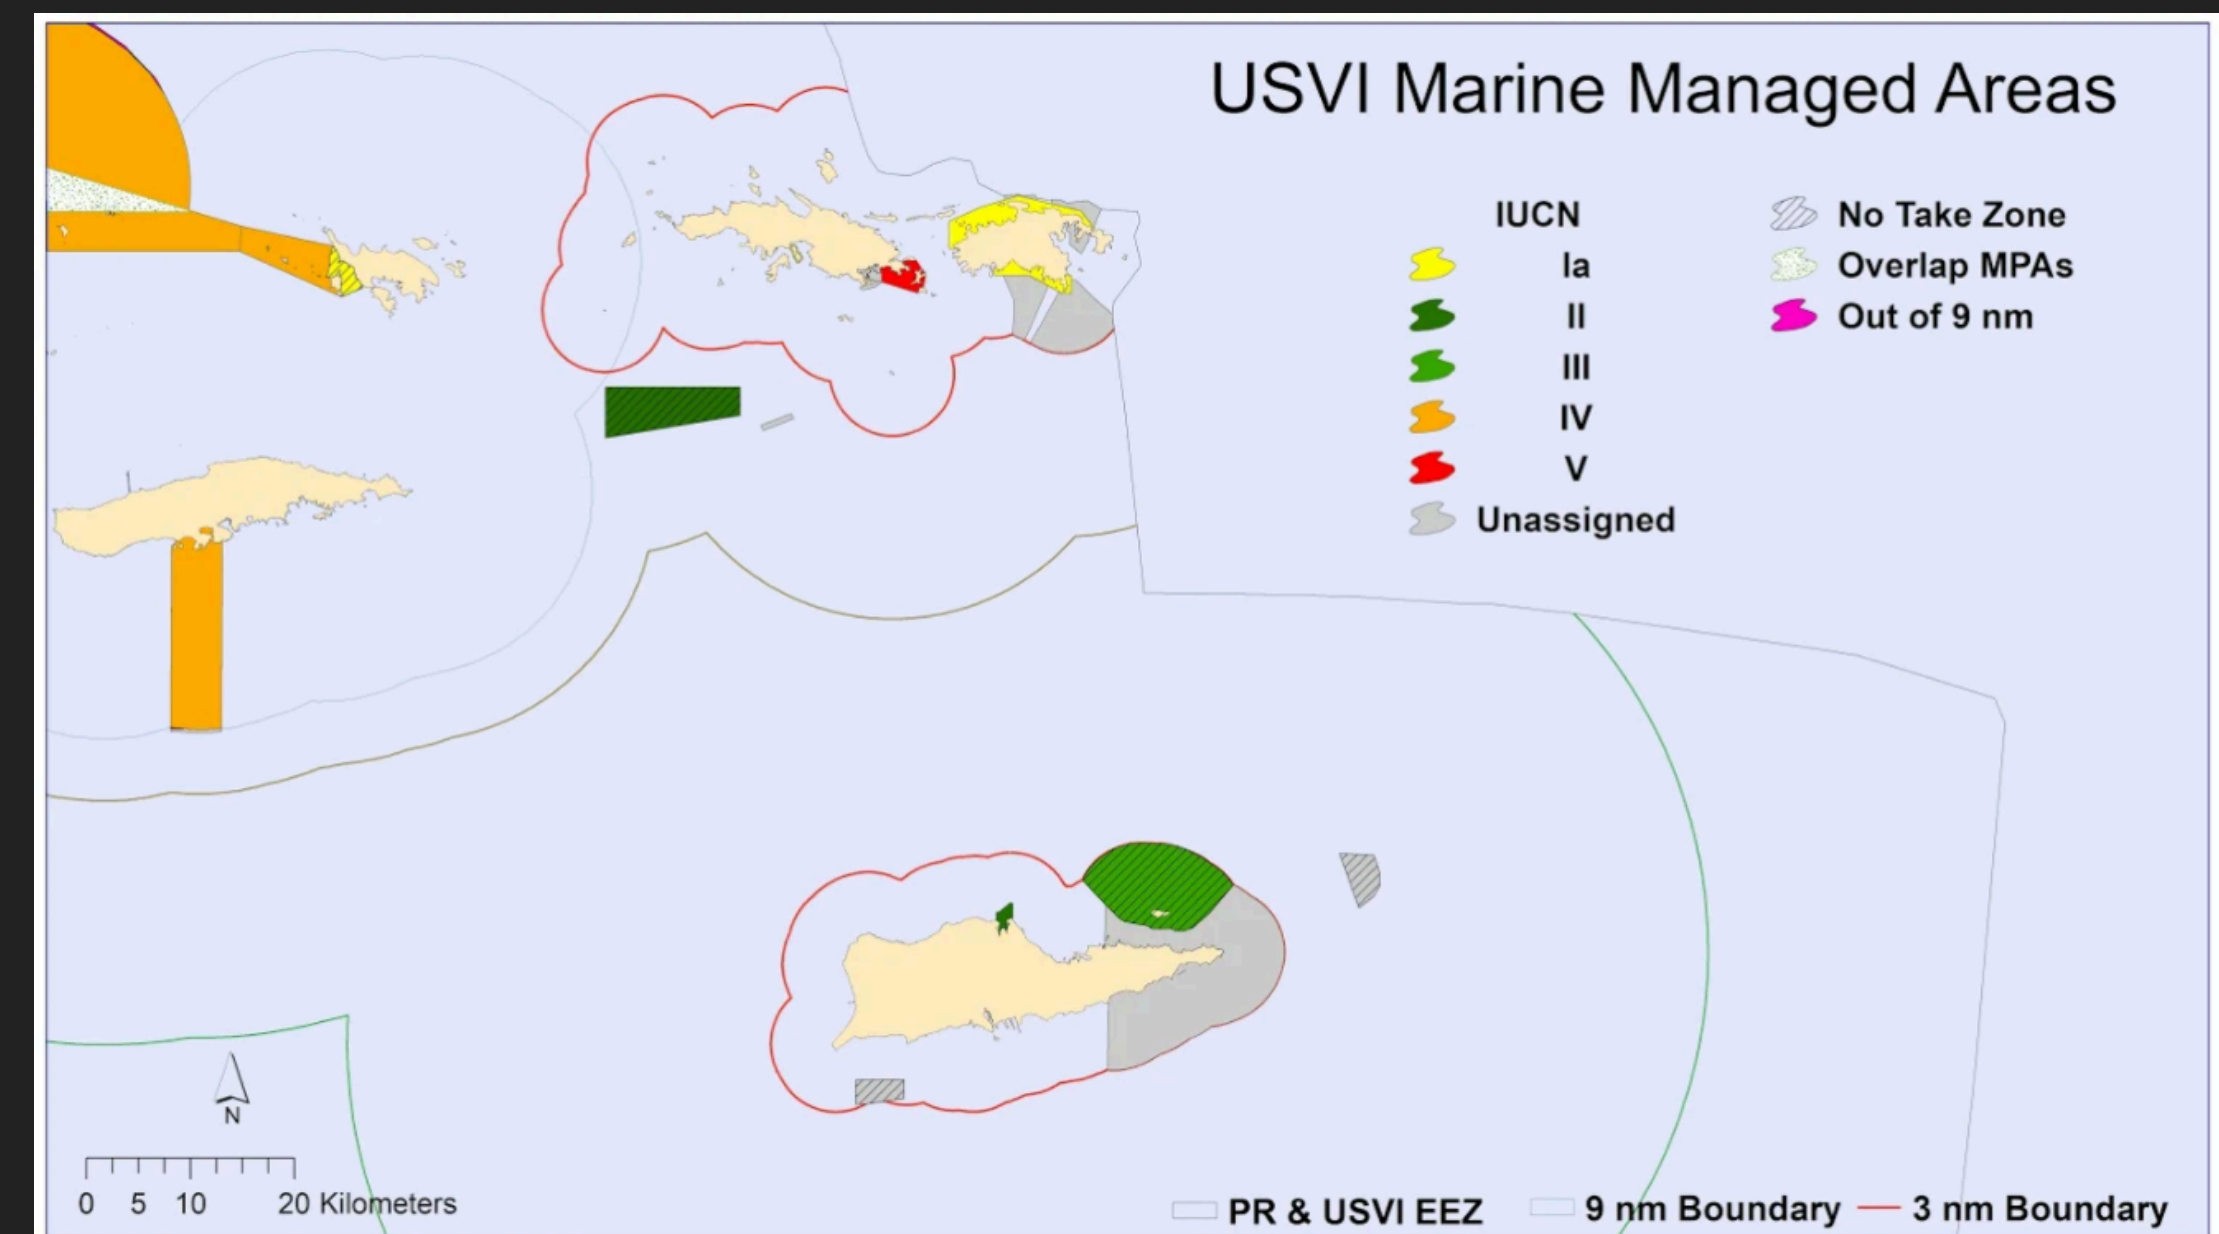 USVI Marine Managed Areas
IUCN
Ia
II
III
IV
V
Unassigned
No Take Zone
Overlap MPAs
Out of 9 nm
N
0 5 10 20 Kilometers
PR & USVI EEZ 9 nm Boundary 3 nm Boundary